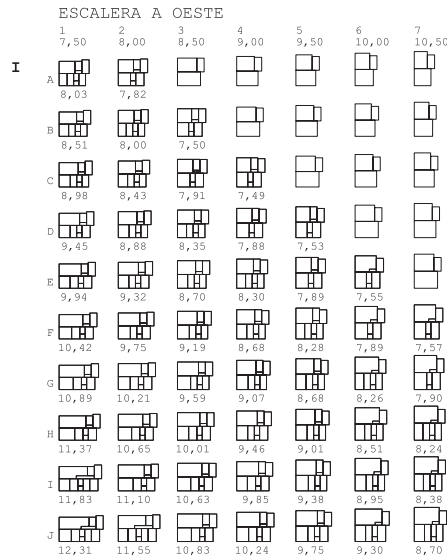 ESCALERA A OESTE
1 2 3 4 5 6 7
7,50 8,00 8,50 9,00 9,50 10,00 10,50
I
A
8,03 7,82
B
8,51 8,00 7,50
C
8,98 8,43 7,91 7,49
D
9,45 8,88 8,35 7,88 7,53
E
9,94 9,32 8,70 8,30 7,89 7,55
F
10,42 9,75 9,19 8,68 8,28 7,89 7,57
G
10,89 10,21 9,59 9,07 8,68 8,26 7,90
H
11,37 10,65 10,01 9,46 9,01 8,51 8,24
I
11,83 11,10 10,63 9,85 9,38 8,95 8,38
J
12,31 11,55 10,83 10,24 9,75 9,30 8,70